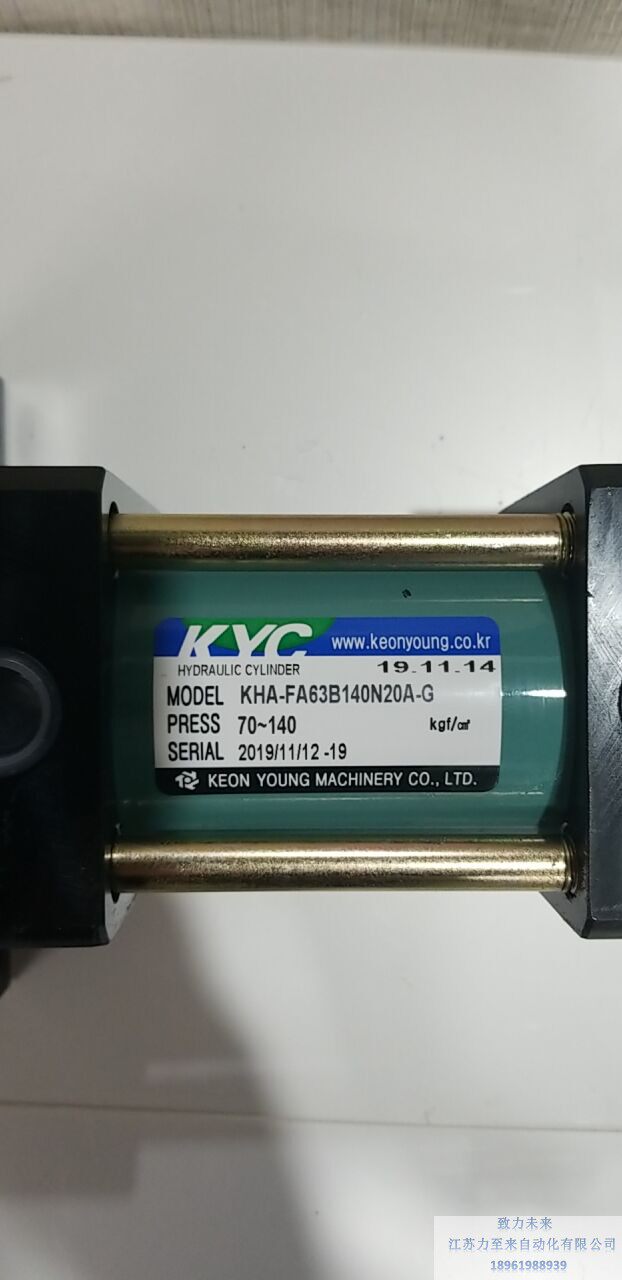 KYC www.keonyoung.co.kr
HYDRAULIC CYLINDER 19.11.14
MODEL KHA-FA63B140N20A-G
PRESS 70~140 kgf/㎠
SERIAL 2019/11/12 -19
KEON YOUNG MACHINERY CO., LTD.
致力未来
江苏力至来自动化有限公司
18961988939